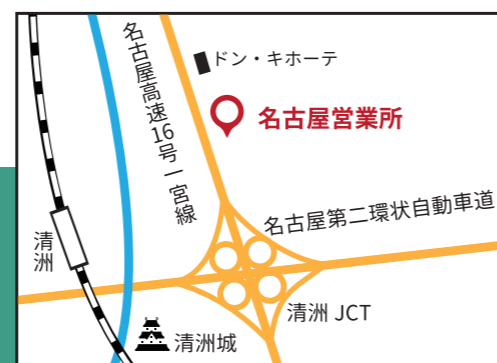 ドン・キホーテ
名古屋高速16号一宮線
名古屋営業所
名古屋第二環状自動車道
清洲
清洲 JCT
清洲城